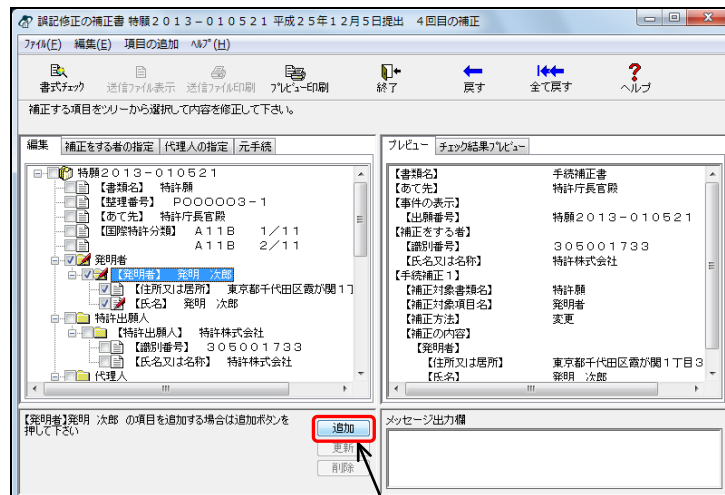 誤記修正の補正書 特願２０１３－０１０５２１ 平成２５年１２月５日提出　４回目の補正
ファイル(F)　編集(E)　項目の追加　ヘルプ(H)
書式チェック　送信ファイル表示　送信ファイル印刷　プレビュー印刷　終了　戻す　全て戻す　ヘルプ
補正する項目をツリーから選択して内容を修正して下さい。
編集　補正をする者の指定　代理人の指定　元手続
特願２０１３－０１０５２１
【書類名】　特許願
【整理番号】　Ｐ００００００３－１
【あて先】　特許庁長官殿
【国際特許分類】　Ａ１１Ｂ　１／１１
Ａ１１Ｂ　２／１１
発明者
【発明者】　発明　次郎
【住所又は居所】　東京都千代田区霞が関１丁
【氏名】　発明　次郎
特許出願人
【特許出願人】　特許株式会社
【識別番号】　３０５００１７３３
【氏名又は名称】　特許株式会社
代理人
プレビュー　チェック結果プレビュー
【書類名】　手続補正書
【あて先】　特許庁長官殿
【事件の表示】
【出願番号】　特願２０１３－０１０５２１
【補正をする者】
【識別番号】　３０５００１７３３
【氏名又は名称】　特許株式会社
【手続補正１】
【補正対象書類名】　特許願
【補正対象項目名】　発明者
【補正方法】　変更
【補正の内容】
【発明者】
【住所又は居所】　東京都千代田区霞が関１丁目３
【氏名】　発明　次郎
【発明者】発明　次郎　の項目を追加する場合は追加ボタンを
押して下さい
追加
更新
削除
メッセージ出力欄